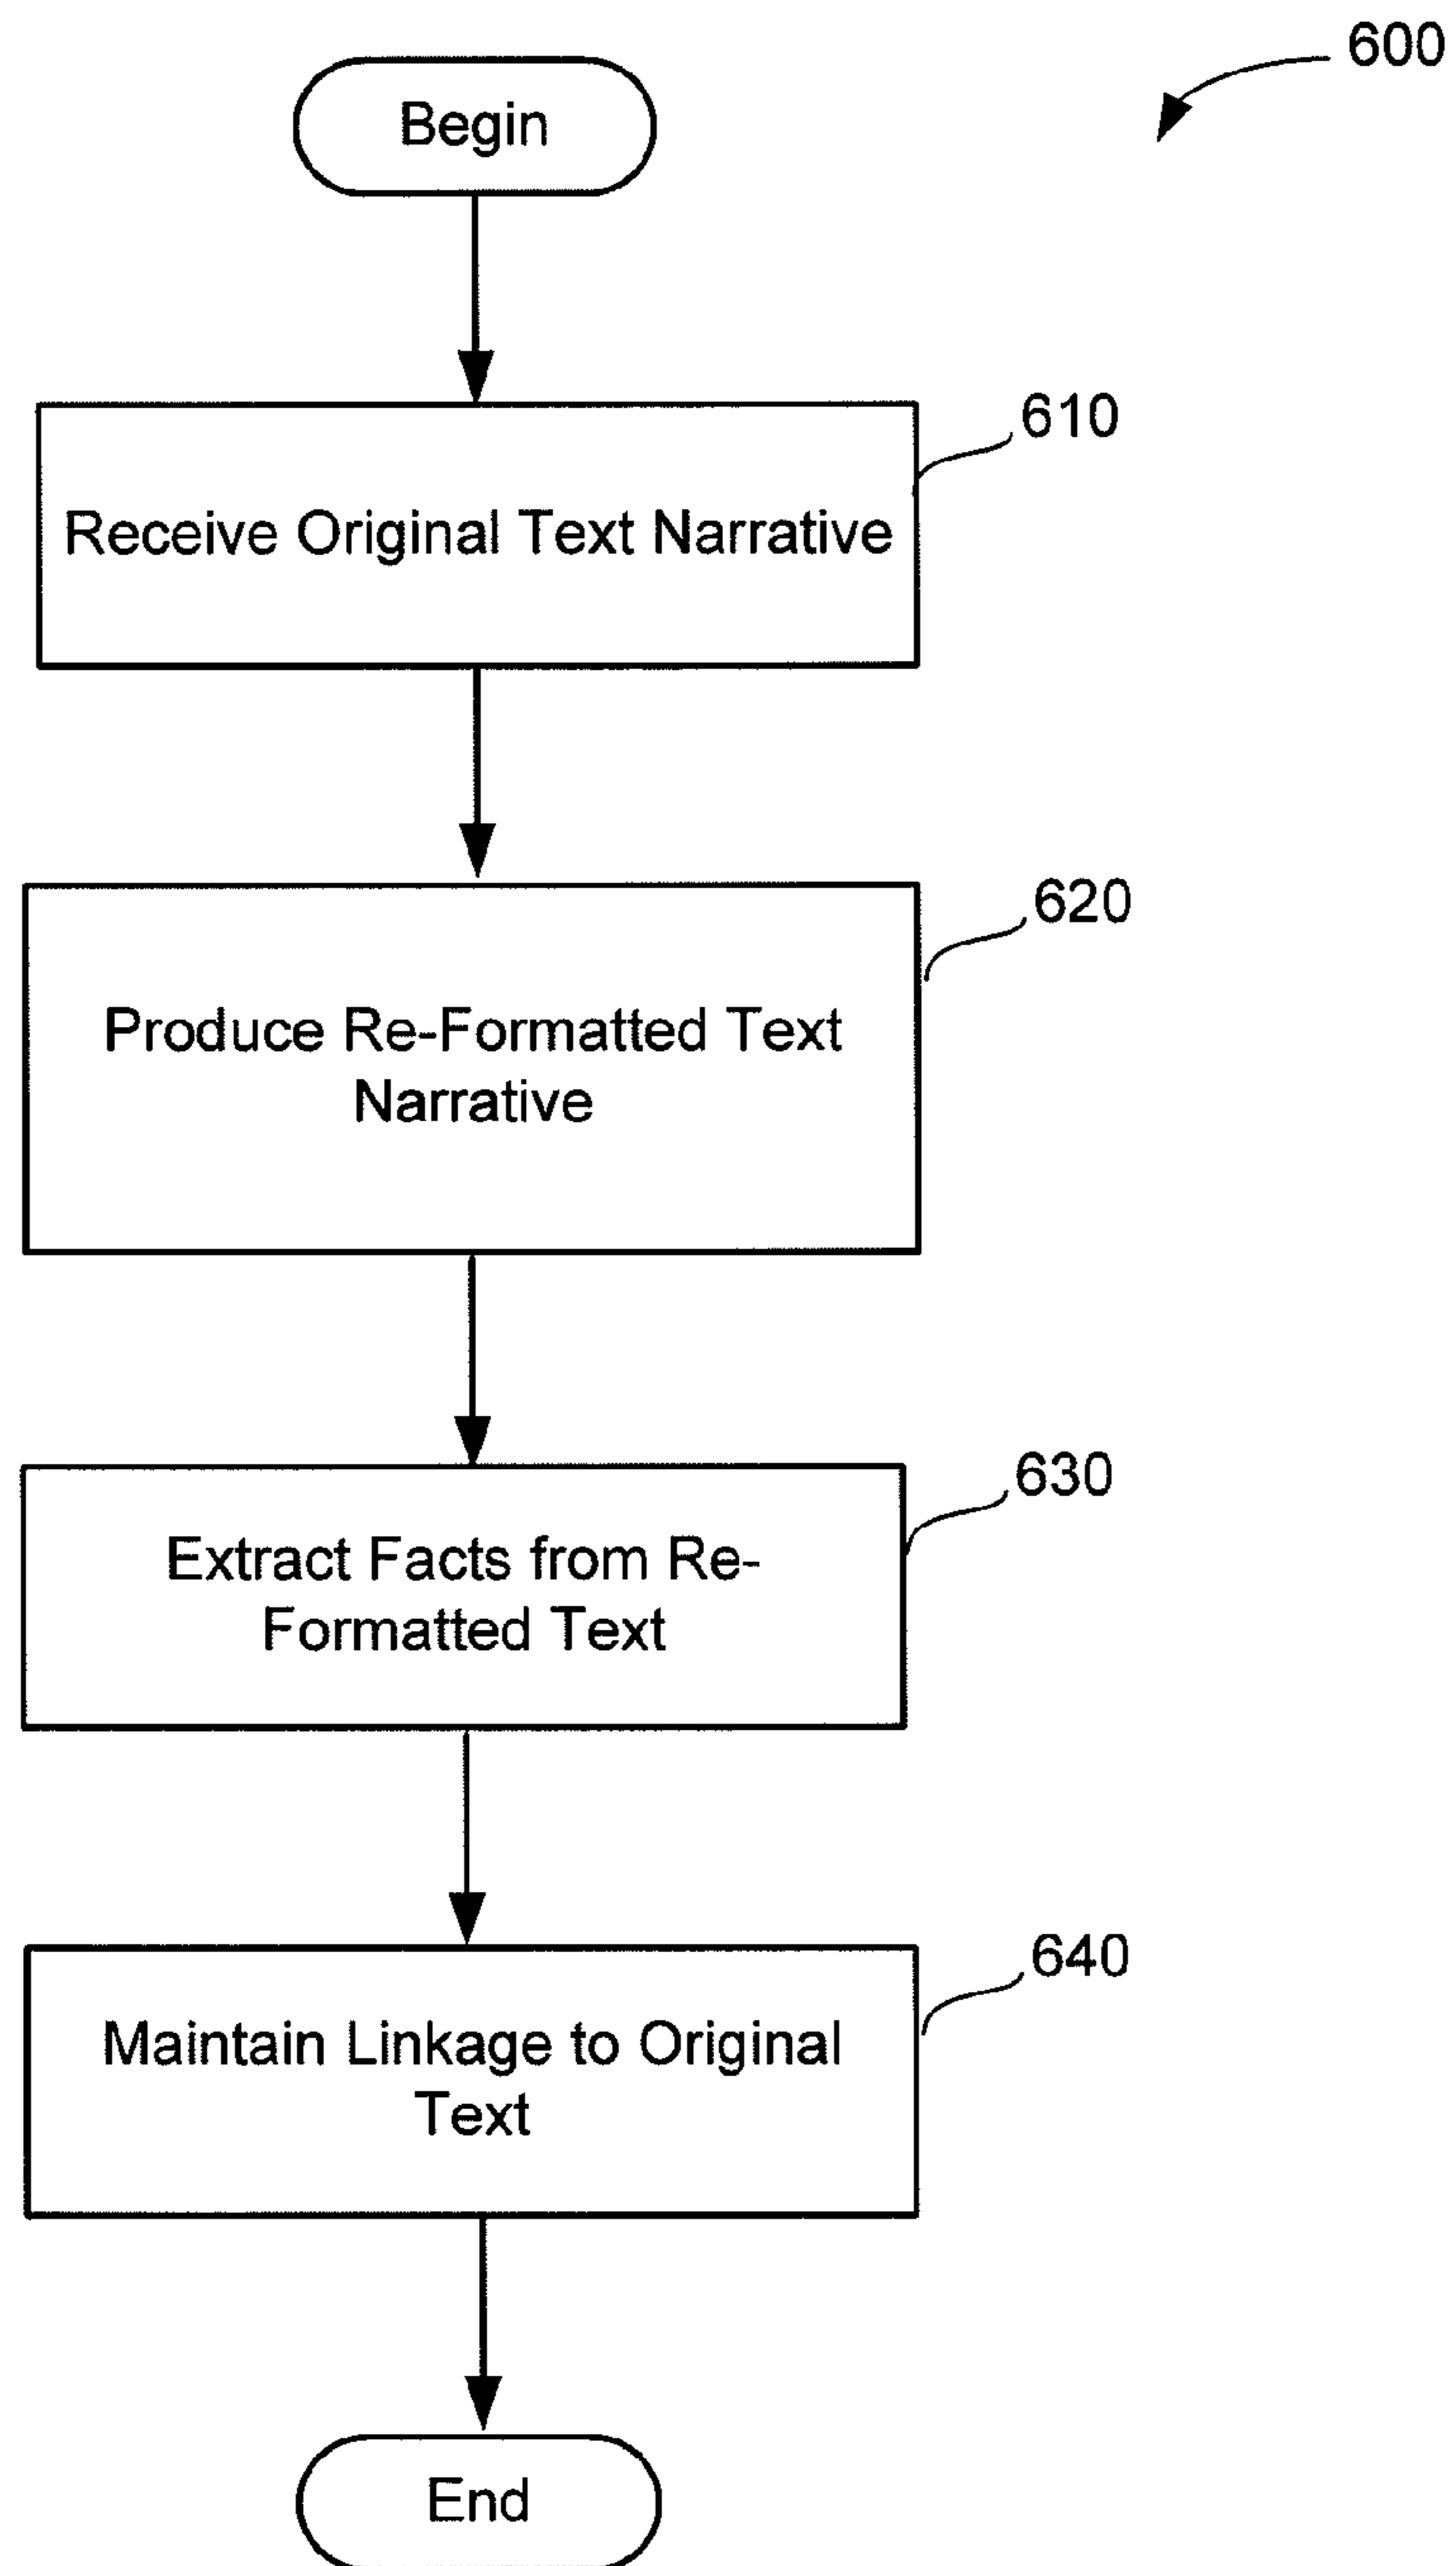 600
Begin
610
Receive Original Text Narrative
620
Produce Re-Formatted Text
Narrative
630
Extract Facts from Re-
Formatted Text
640
Maintain Linkage to Original
Text
End